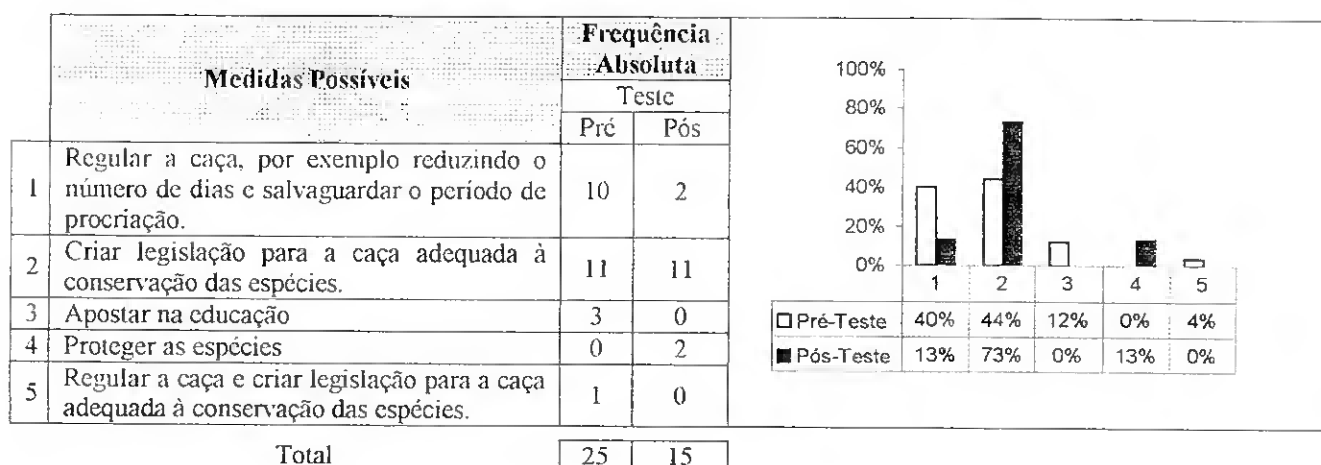 Medidas Possíveis
Frequência
Absoluta
Teste
Pré Pós
1 Regular a caça, por exemplo reduzindo o
número de dias e salvaguardar o período de
procriação.
10 2
2 Criar legislação para a caça adequada à
conservação das espécies.
11 11
3 Apostar na educação 3 0
4 Proteger as espécies 0 2
5 Regular a caça e criar legislação para a caça
adequada à conservação das espécies.
1 0
Total 25 15
100%
80%
60%
40%
20%
0%
1 2 3 4 5
Pré-Teste 40% 44% 12% 0% 4%
Pós-Teste 13% 73% 0% 13% 0%